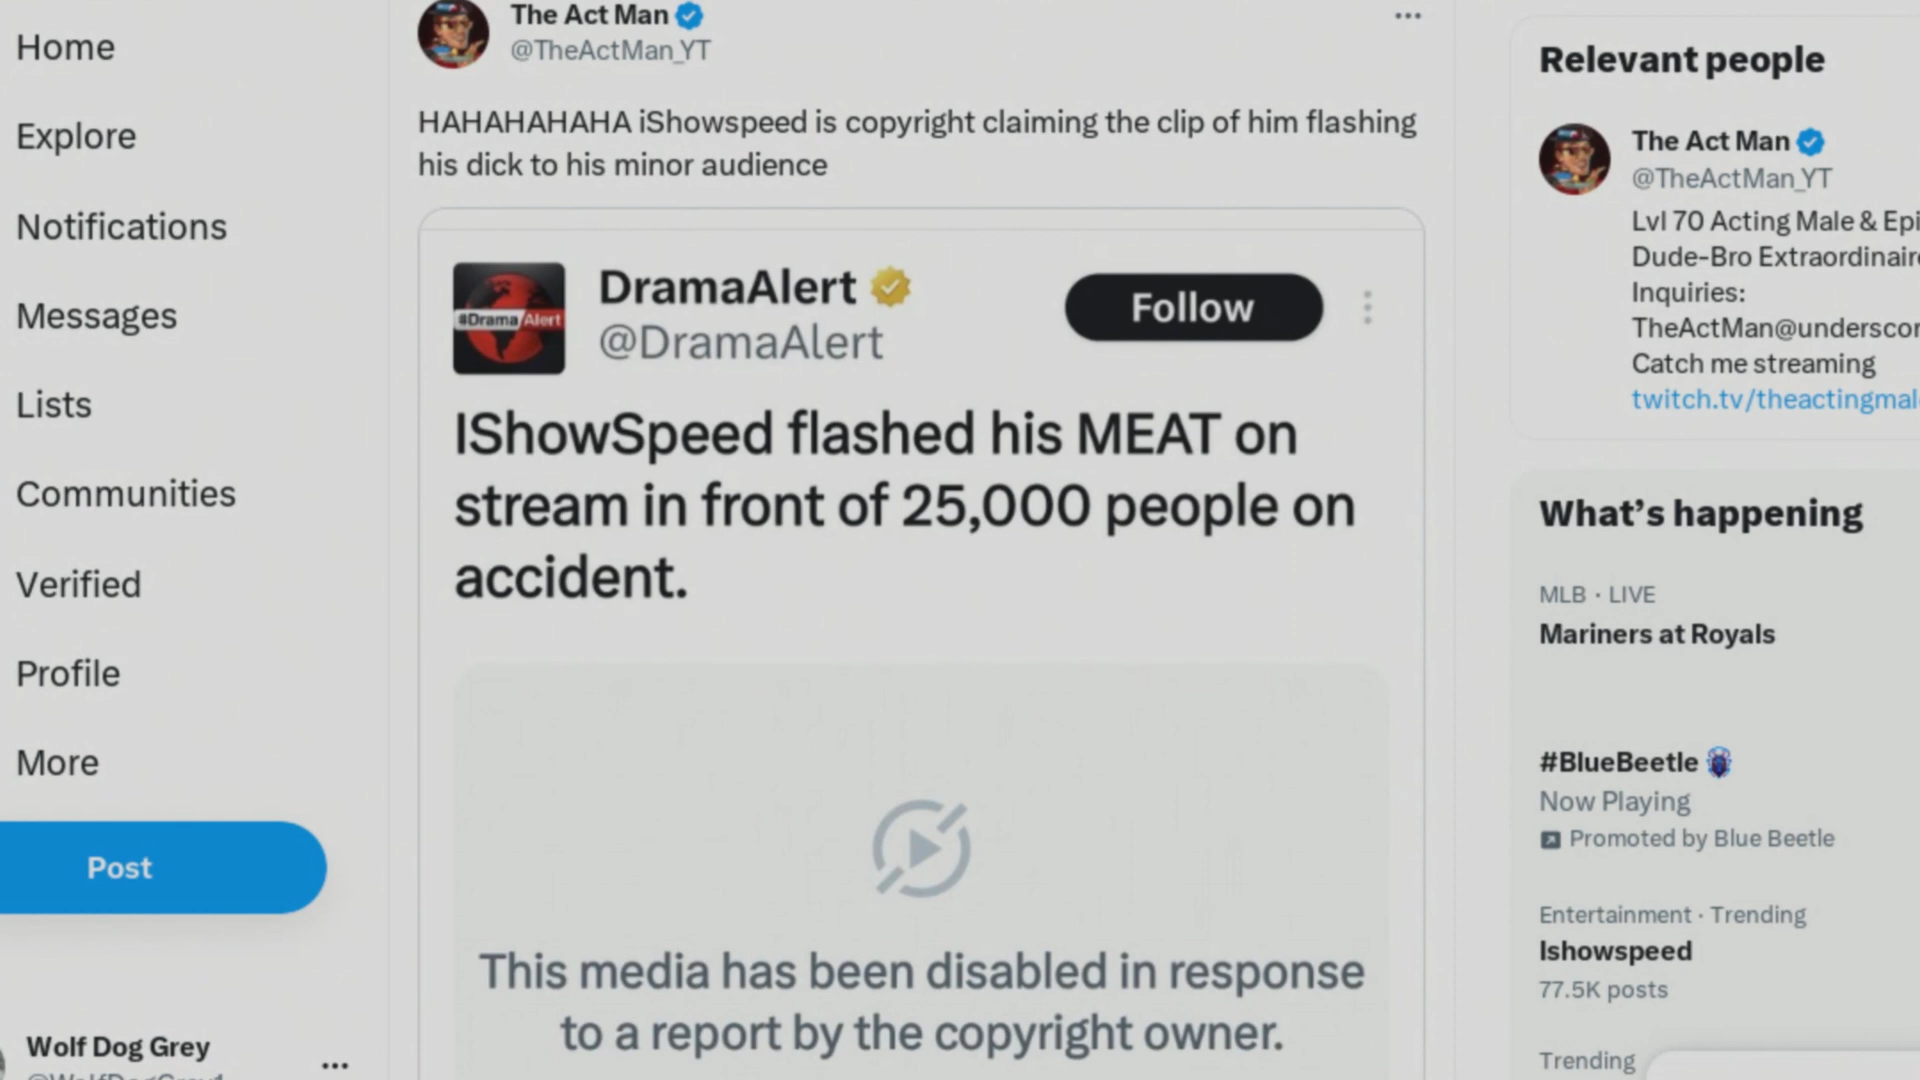 Home
Explore
Notifications
Messages
Lists
Communities
Verified
Profile
More
Post
Wolf Dog Grey
The Act Man
@TheActMan_YT
HAHAHAHAHA iShowspeed is copyright claiming the clip of him flashing
his dick to his minor audience
#Drama Alert
DramaAlert
@DramaAlert
Follow
IShowSpeed flashed his MEAT on
stream in front of 25,000 people on
accident.
This media has been disabled in response
to a report by the copyright owner.
Relevant people
The Act Man
@TheActMan_YT
Lvl 70 Acting Male & Epi
Dude-Bro Extraordinaire
Inquiries:
TheActMan@underscor
Catch me streaming
twitch.tv/theactingmale
What's happening
MLB · LIVE
Mariners at Royals
#BlueBeetle
Now Playing
Promoted by Blue Beetle
Entertainment · Trending
Ishowspeed
77.5K posts
Trending